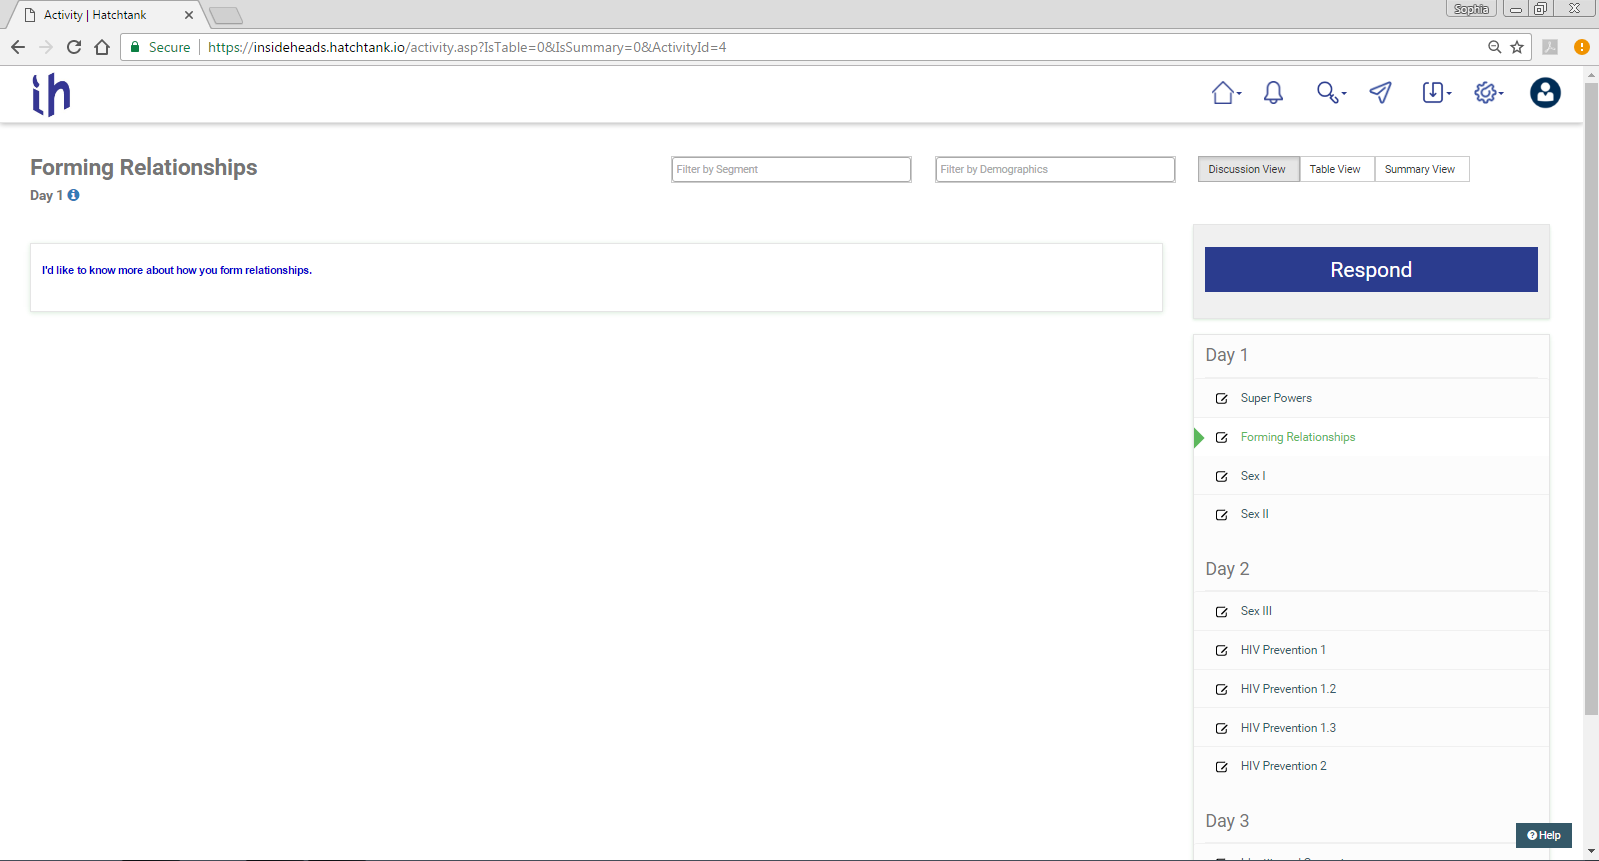 Activity | Hatchtank
Sophia
Secure
https://insideheads.hatchtank.io/activity.asp?IsTable=0&IsSummary=0&ActivityId=4
ih
Forming Relationships
Filter by Segment
Filter by Demographics
Discussion View
Table View
Summary View
Day 1
I'd like to know more about how you form relationships.
Respond
Day 1
Super Powers
Forming Relationships
Sex I
Sex II
Day 2
Sex III
HIV Prevention 1
HIV Prevention 1.2
HIV Prevention 1.3
HIV Prevention 2
Day 3
Help